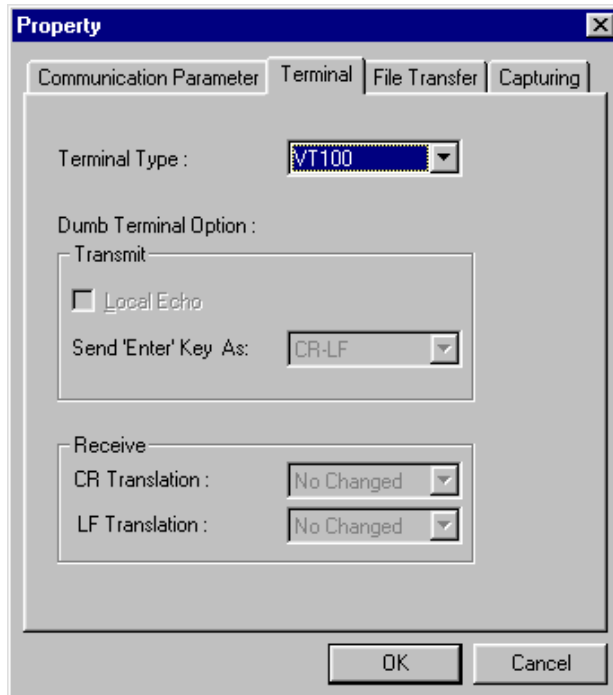 Property
Communication Parameter Terminal File Transfer Capturing
Terminal Type : VT100
Dumb Terminal Option :
Transmit
Local Echo
Send 'Enter' Key As: CR-LF
Receive
CR Translation : No Changed
LF Translation : No Changed
OK Cancel